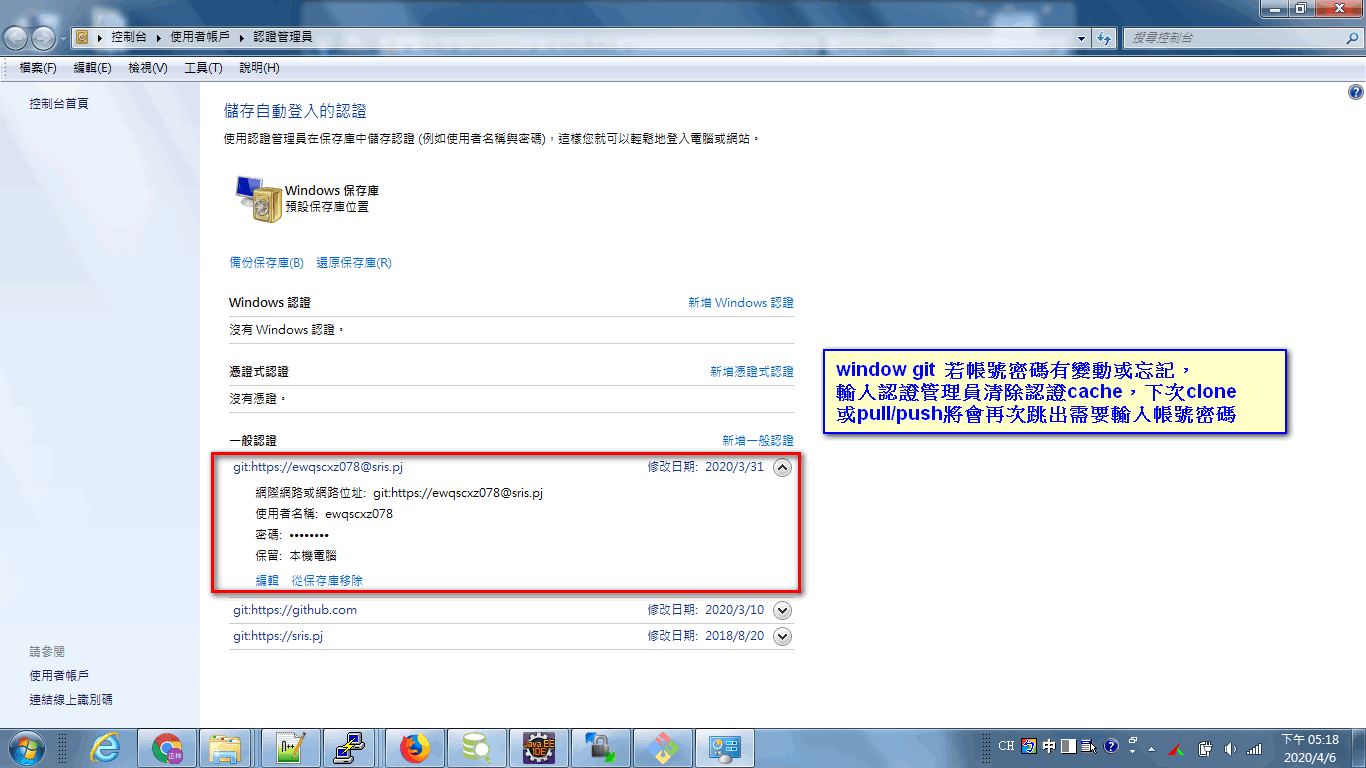 控制台 使用者帳戶 認證管理員
搜尋控制台
檔案(F) 編輯(E) 檢視(V) 工具(T) 說明(H)
控制台首頁
儲存自動登入的認證
使用認證管理員在保存庫中儲存認證 (例如使用者名稱與密碼)，這樣您就可以輕鬆地登入電腦或網站。
Windows 保存庫
預設保存庫位置
備份保存庫(B) 還原保存庫(R)
Windows 認證 新增 Windows 認證
沒有 Windows 認證。
憑證式認證 新增憑證式認證
沒有憑證。
一般認證 新增一般認證
git:https://ewqscxz078@sris.pj 修改日期: 2020/3/31
網際網路或網路位址: git:https://ewqscxz078@sris.pj
使用者名稱: ewqscxz078
密碼: ••••••••
保留: 本機電腦
編輯 從保存庫移除
git:https://github.com 修改日期: 2020/3/10
git:https://sris.pj 修改日期: 2018/8/20
window git 若帳號密碼有變動或忘記，
輸入認證管理員清除認證cache，下次clone
或pull/push將會再次跳出需要輸入帳號密碼
請參閱
使用者帳戶
連結線上識別碼
Java EE
IDE
CH 中
下午 05:18
2020/4/6